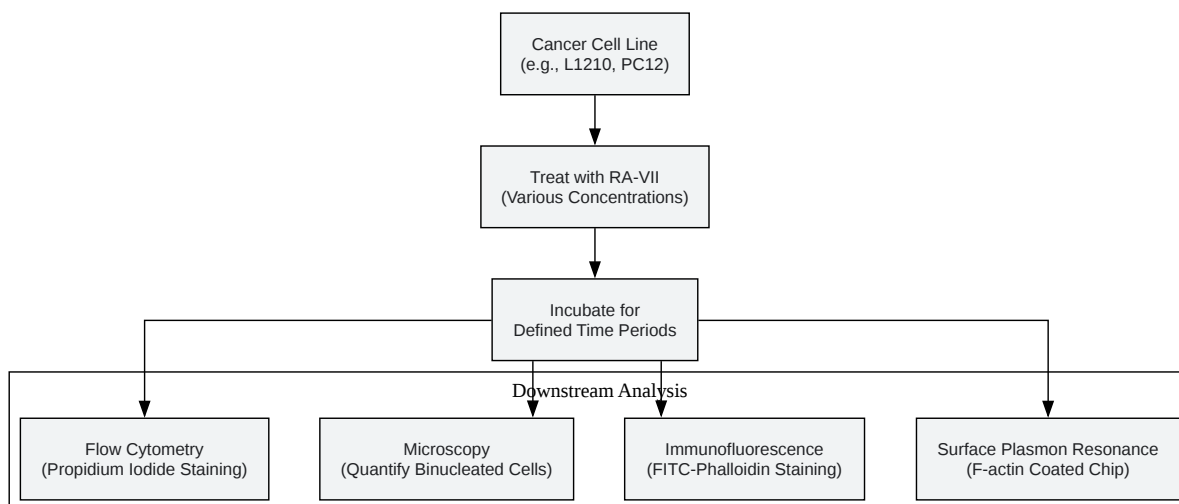 Cancer Cell Line
(e.g., L1210, PC12)
Treat with RA-VII
(Various Concentrations)
Incubate for
Defined Time Periods
Downstream Analysis
Flow Cytometry
(Propidium Iodide Staining)
Microscopy
(Quantify Binucleated Cells)
Immunofluorescence
(FITC-Phalloidin Staining)
Surface Plasmon Resonance
(F-actin Coated Chip)